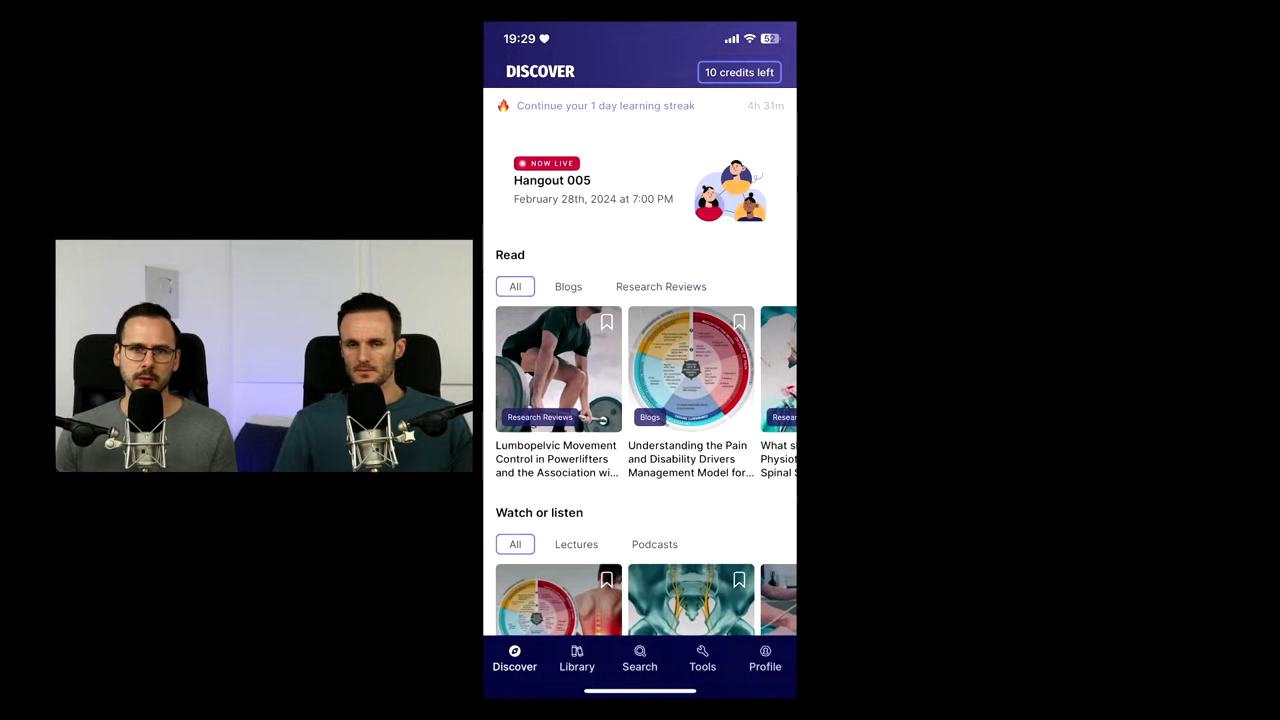 19:29
52
DISCOVER
10 credits left
Continue your 1 day learning streak
4h 31m
NOW LIVE
Hangout 005
February 28th, 2024 at 7:00 PM
Read
All
Blogs
Research Reviews
Research Reviews
Blogs
Resear
Lumbopelvic Movement
Control in Powerlifters
and the Association wi...
Understanding the Pain
and Disability Drivers
Management Model for...
What s
Physiot
Spinal S
Watch or listen
All
Lectures
Podcasts
Discover
Library
Search
Tools
Profile